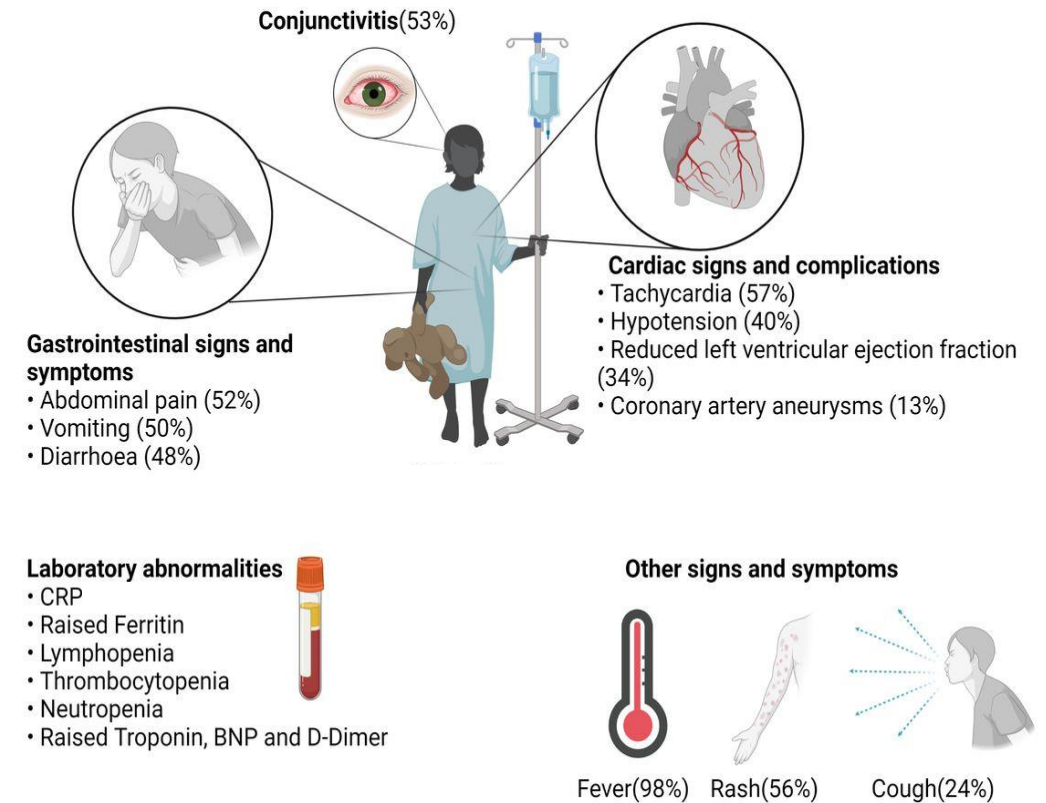 Conjunctivitis(53%)
Cardiac signs and complications
• Tachycardia (57%)
• Hypotension (40%)
• Reduced left ventricular ejection fraction
(34%)
• Coronary artery aneurysms (13%)
Gastrointestinal signs and
symptoms
• Abdominal pain (52%)
• Vomiting (50%)
• Diarrhoea (48%)
Laboratory abnormalities
• CRP
• Raised Ferritin
• Lymphopenia
• Thrombocytopenia
• Neutropenia
• Raised Troponin, BNP and D-Dimer
Other signs and symptoms
Fever(98%)
Rash(56%)
Cough(24%)